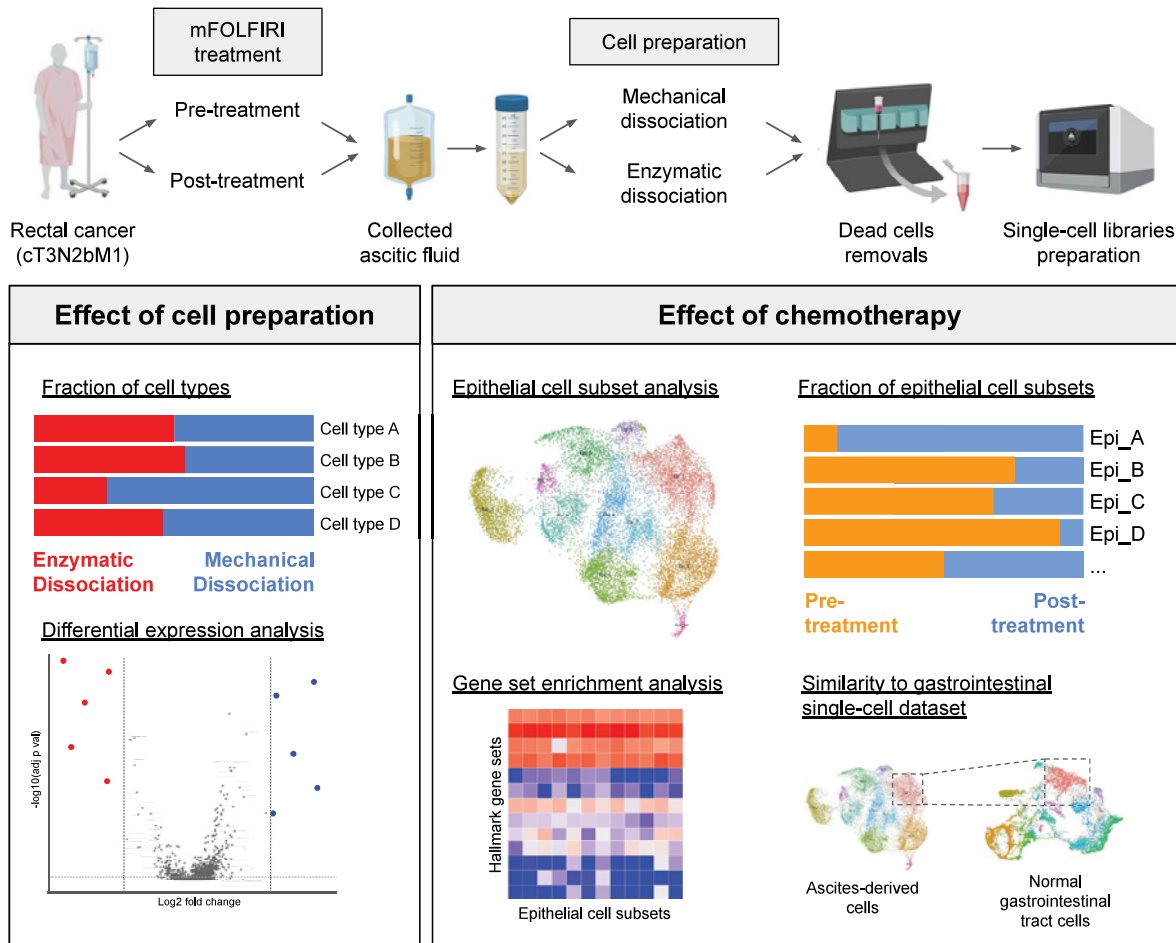 mFOLFIRI
treatment
Cell preparation
Pre-treatment
Post-treatment
Mechanical
dissociation
Enzymatic
dissociation
Rectal cancer
(cT3N2bM1)
Collected
ascitic fluid
Dead cells
removals
Single-cell libraries
preparation
Effect of cell preparation
Fraction of cell types
Cell type A
Cell type B
Cell type C
Cell type D
Enzymatic
Dissociation
Mechanical
Dissociation
Differential expression analysis
-log10(adj p val)
Log2 fold change
Effect of chemotherapy
Epithelial cell subset analysis
Fraction of epithelial cell subsets
Epi_A
Epi_B
Epi_C
Epi_D
...
Pre-
treatment
Post-
treatment
Gene set enrichment analysis
Hallmark gene sets
Epithelial cell subsets
Similarity to gastrointestinal
single-cell dataset
Ascites-derived
cells
Normal
gastrointestinal
tract cells